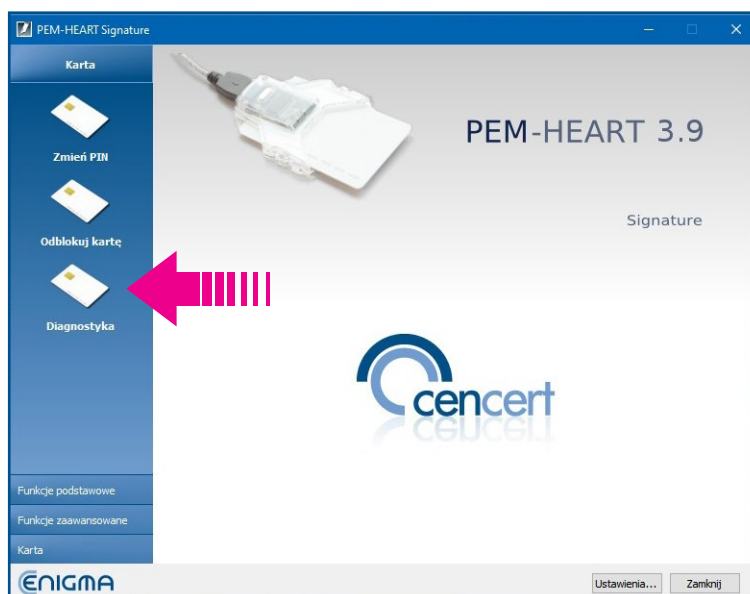 PEM-HEART Signature
Karta
Zmień PIN
Odblokuj kartę
Diagnostyka
PEM-HEART 3.9
Signature
cencert
Funkcje podstawowe
Funkcje zaawansowane
Karta
ENIGMA
Ustawienia...
Zamknij